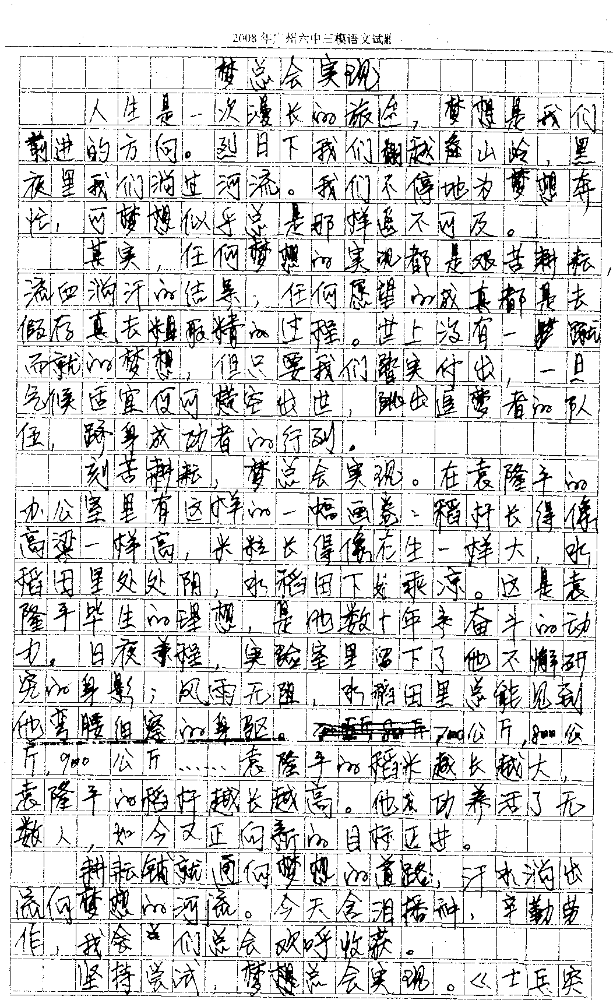 2008年广州六中三模语文试
梦总会实现
人生是一次漫长的旅途，梦想是我们
前进的方向。烈日下我们翻越山岭，黑
夜里我们淌过河流。我们不停地为梦想奔
忙，可梦想似乎总是那样遥不可及。
其实，任何梦想的实现都是艰苦耕耘，
流血淌汗的结果；任何愿望的成真都是去
假存真去粗取精的过程。世上没有一蹴
而就的梦想，但只要我们踏实付出，一旦
气候适宜便可横空出世，跳出追梦者的队
伍，跻身成功者的行列。
刻苦耕耘，梦总会实现。在袁隆平的
办公室里有这样的一幅画卷：稻杆长得像
高粱一样高，米粒长得像花生一样大，水
稻田里处处阴，水稻田下好乘凉。这是袁
隆平毕生的理想，是他数十年来奋斗的动
力。日夜兼程，实验室里留下了他不懈研
究的身影；风雨无阻，水稻田里总能见到
他弯腰细察的身躯。700公斤，800公
斤，900公斤……袁隆平的稻米越长越大，
袁隆平的稻杆越长越高。他成功养活了无
数人，如今又正向新的目标迈进。
耕耘铺就通向梦想的道路，汗水淌出
流向梦想的河流。今天含泪播种，辛勤劳
作，我会们总会欢呼收获。
坚持尝试，梦想总会实现。《士兵突